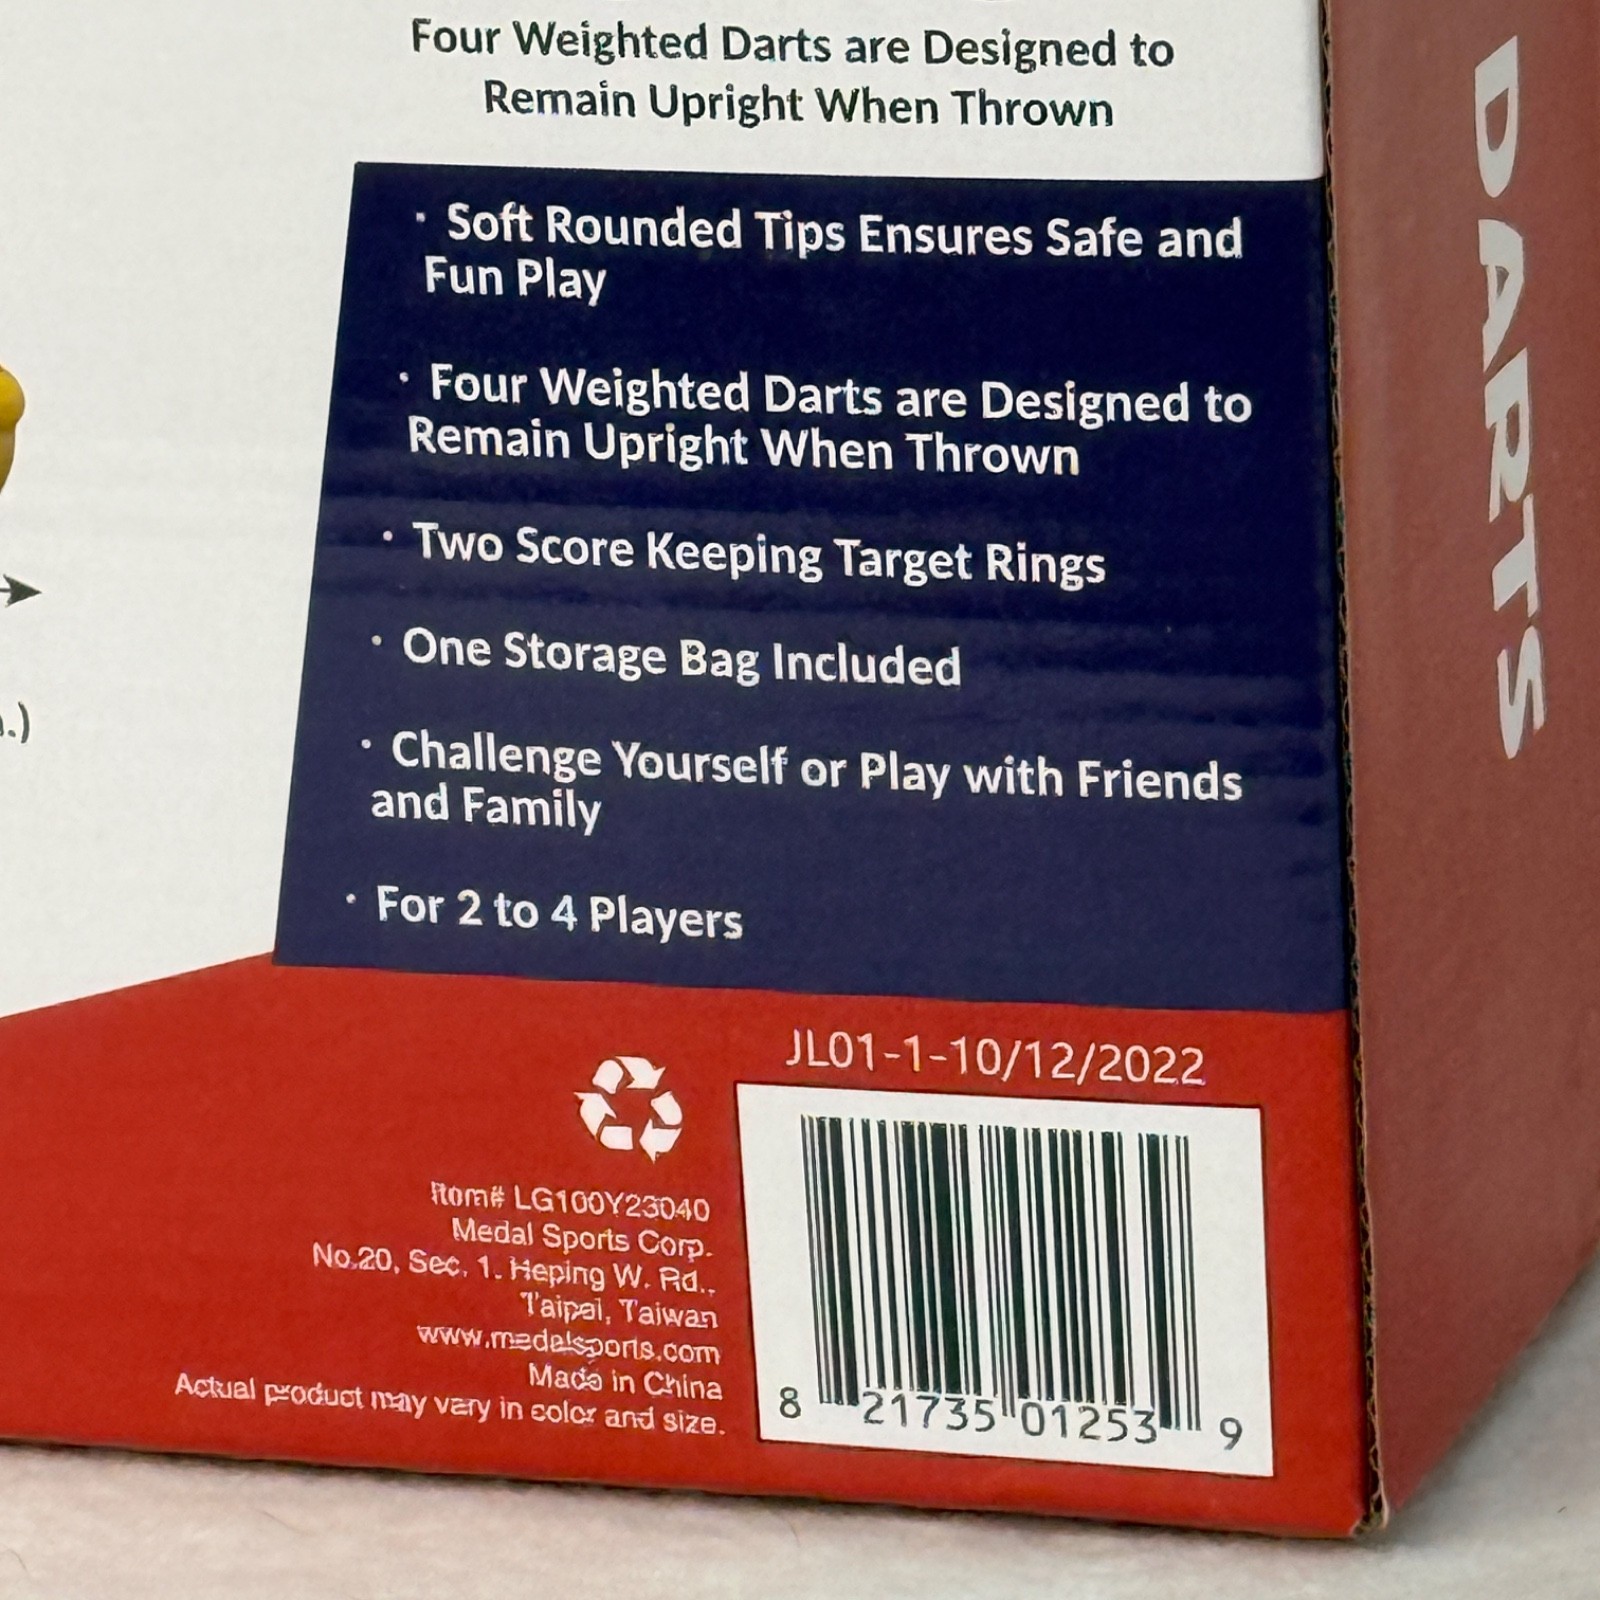 Four Weighted Darts are Designed to
Remain Upright When Thrown
· Soft Rounded Tips Ensures Safe and
Fun Play
· Four Weighted Darts are Designed to
Remain Upright When Thrown
· Two Score Keeping Target Rings
· One Storage Bag Included
· Challenge Yourself or Play with Friends
and Family
· For 2 to 4 Players
JL01-1-10/12/2022
Item# LG100Y23040
Medal Sports Corp.
No.20, Sec. 1. Heping W. Rd.,
Taipei, Taiwan
www.medalsports.com
Made in China
Actual product may vary in color and size.
8 21735 01253 9
DARTS